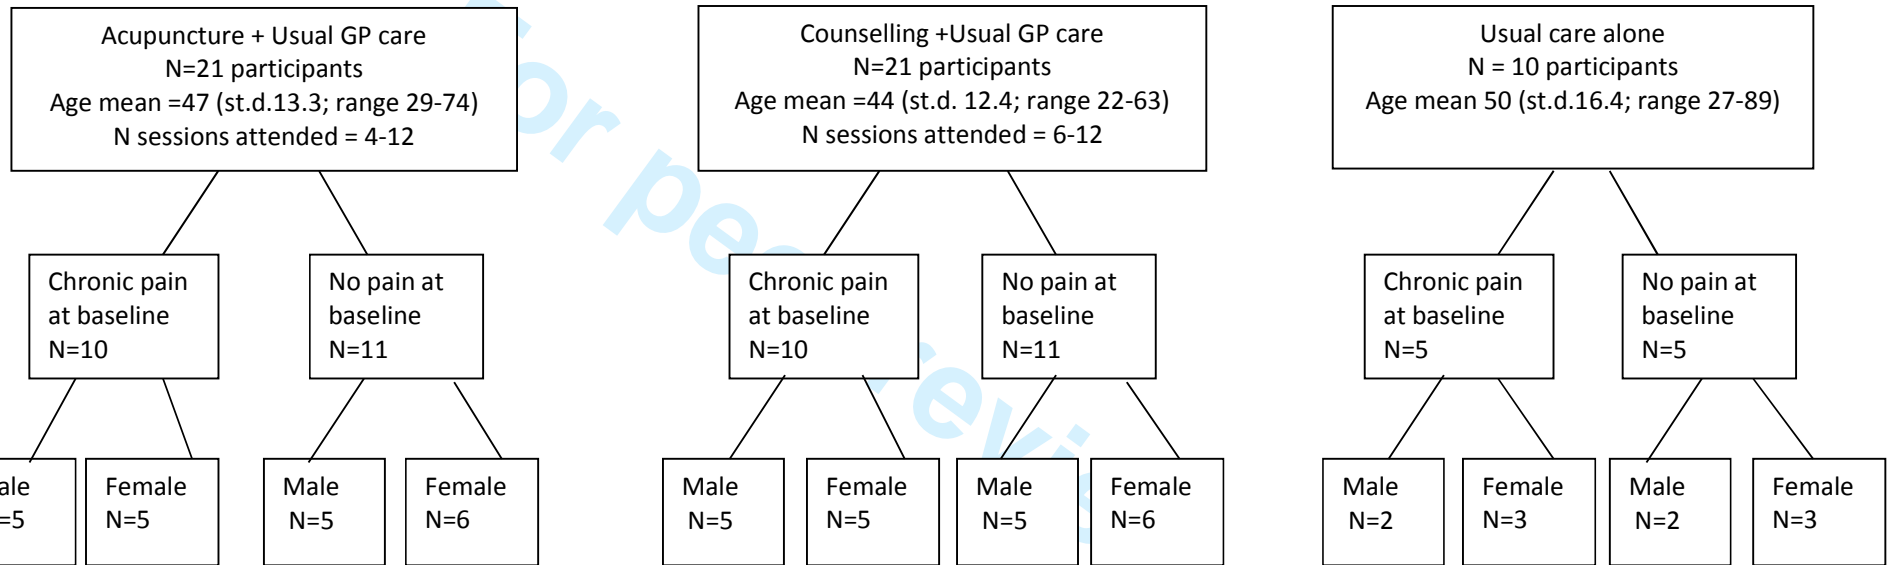 Acupuncture + Usual GP care
N=21 participants
Age mean =47 (st.d.13.3; range 29-74)
N sessions attended = 4-12
Counselling +Usual GP care
N=21 participants
Age mean =44 (st.d. 12.4; range 22-63)
N sessions attended = 6-12
Usual care alone
N = 10 participants
Age mean 50 (st.d.16.4; range 27-89)
Chronic pain
at baseline
N=10
No pain at
baseline
N=11
Chronic pain
at baseline
N=10
No pain at
baseline
N=11
Chronic pain
at baseline
N=5
No pain at
baseline
N=5
ale
=5
Female
N=5
Male
N=5
Female
N=6
Male
N=5
Female
N=5
Male
N=5
Female
N=6
Male
N=2
Female
N=3
Male
N=2
Female
N=3